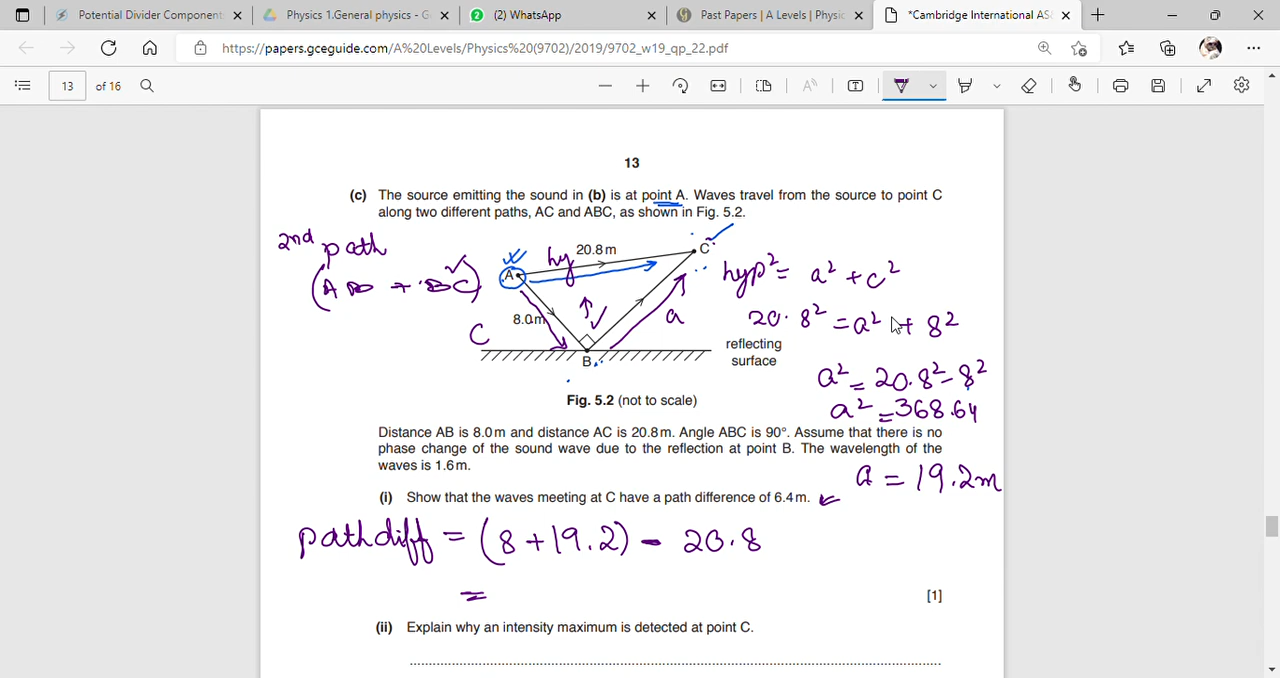 Potential Divider Component
Physics 1.General physics - G
(2) WhatsApp
Past Papers | A Levels | Physic
*Cambridge International AS
https://papers.gceguide.com/A%20Levels/Physics%20(9702)/2019/9702_w19_qp_22.pdf
13 of 16
13
(c) The source emitting the sound in (b) is at point A. Waves travel from the source to point C
along two different paths, AC and ABC, as shown in Fig. 5.2.
2nd path
(AB + BC)
hy
20.8 m
A
C
8.0 m
C
a
B
reflecting
surface
hyp² = a² + c²
20.8² = a² + 8²
a² = 20.8² - 8²
a² = 368.64
Fig. 5.2 (not to scale)
Distance AB is 8.0 m and distance AC is 20.8 m. Angle ABC is 90°. Assume that there is no
phase change of the sound wave due to the reflection at point B. The wavelength of the
waves is 1.6 m.
a = 19.2m
(i) Show that the waves meeting at C have a path difference of 6.4 m.
path diff = (8 + 19.2) - 20.8
=
[1]
(ii) Explain why an intensity maximum is detected at point C.